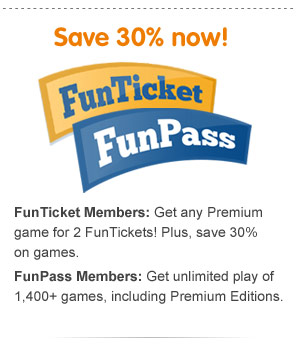 Save 30% now!
FunTicket
FunPass
FunTicket Members: Get any Premium
game for 2 FunTickets! Plus, save 30%
on games.
FunPass Members: Get unlimited play of
1,400+ games, including Premium Editions.